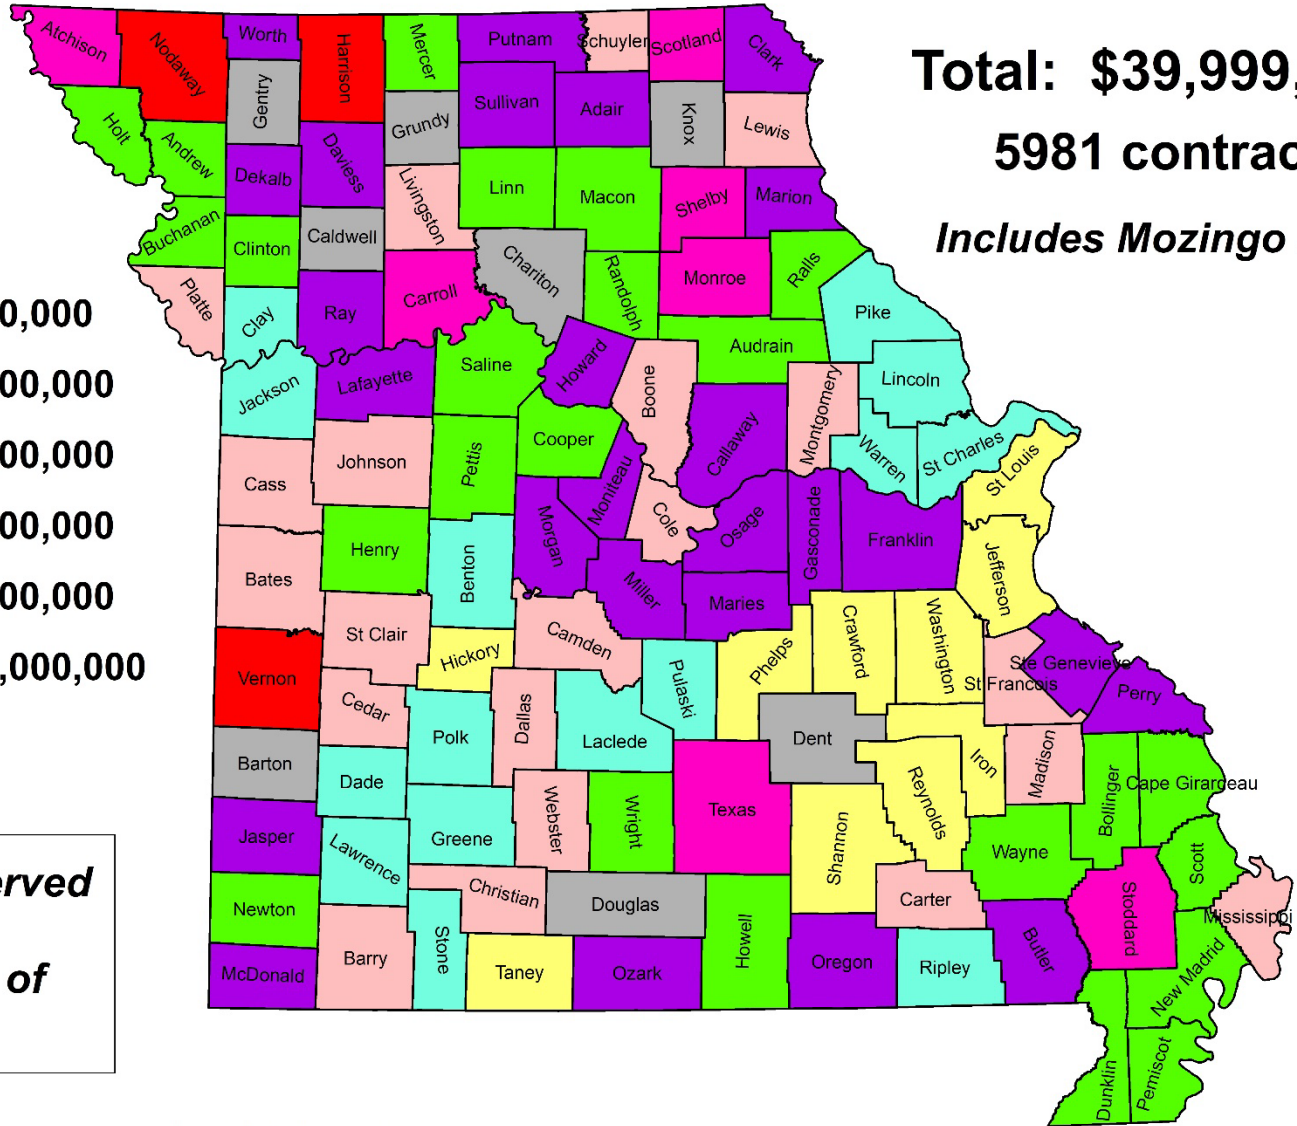 Total: $39,999,
5981 contrac
Includes Mozingo
0,000
00,000
00,000
00,000
00,000
,000,000
erved
of
Atchison
Nodaway
Worth
Harrison
Mercer
Putnam
Schuyler
Scotland
Clark
Gentry
Sullivan
Adair
Knox
Lewis
Holt
Andrew
Dekalb
Daviess
Grundy
Livingston
Linn
Macon
Shelby
Marion
Buchanan
Clinton
Caldwell
Chariton
Randolph
Monroe
Ralls
Platte
Clay
Ray
Carroll
Pike
Audrain
Saline
Howard
Boone
Jackson
Lafayette
Lincoln
Montgomery
Callaway
Cooper
Warren
St Charles
St Louis
Cass
Johnson
Pettis
Moniteau
Cole
Morgan
Osage
Gasconade
Franklin
Jefferson
Henry
Benton
Bates
Miller
Maries
St Clair
Camden
Hickory
Pulaski
Phelps
Crawford
Washington
St Francois
Ste Genevieve
Perry
Vernon
Cedar
Polk
Dallas
Laclede
Dent
Iron
Madison
Bollinger
Cape Girardeau
Barton
Dade
Reynolds
Jasper
Lawrence
Greene
Webster
Wright
Texas
Shannon
Wayne
Scott
Newton
Christian
Douglas
Howell
Carter
Stoddard
Mississippi
McDonald
Barry
Stone
Taney
Ozark
Oregon
Ripley
Butler
New Madrid
Dunklin
Pemiscot